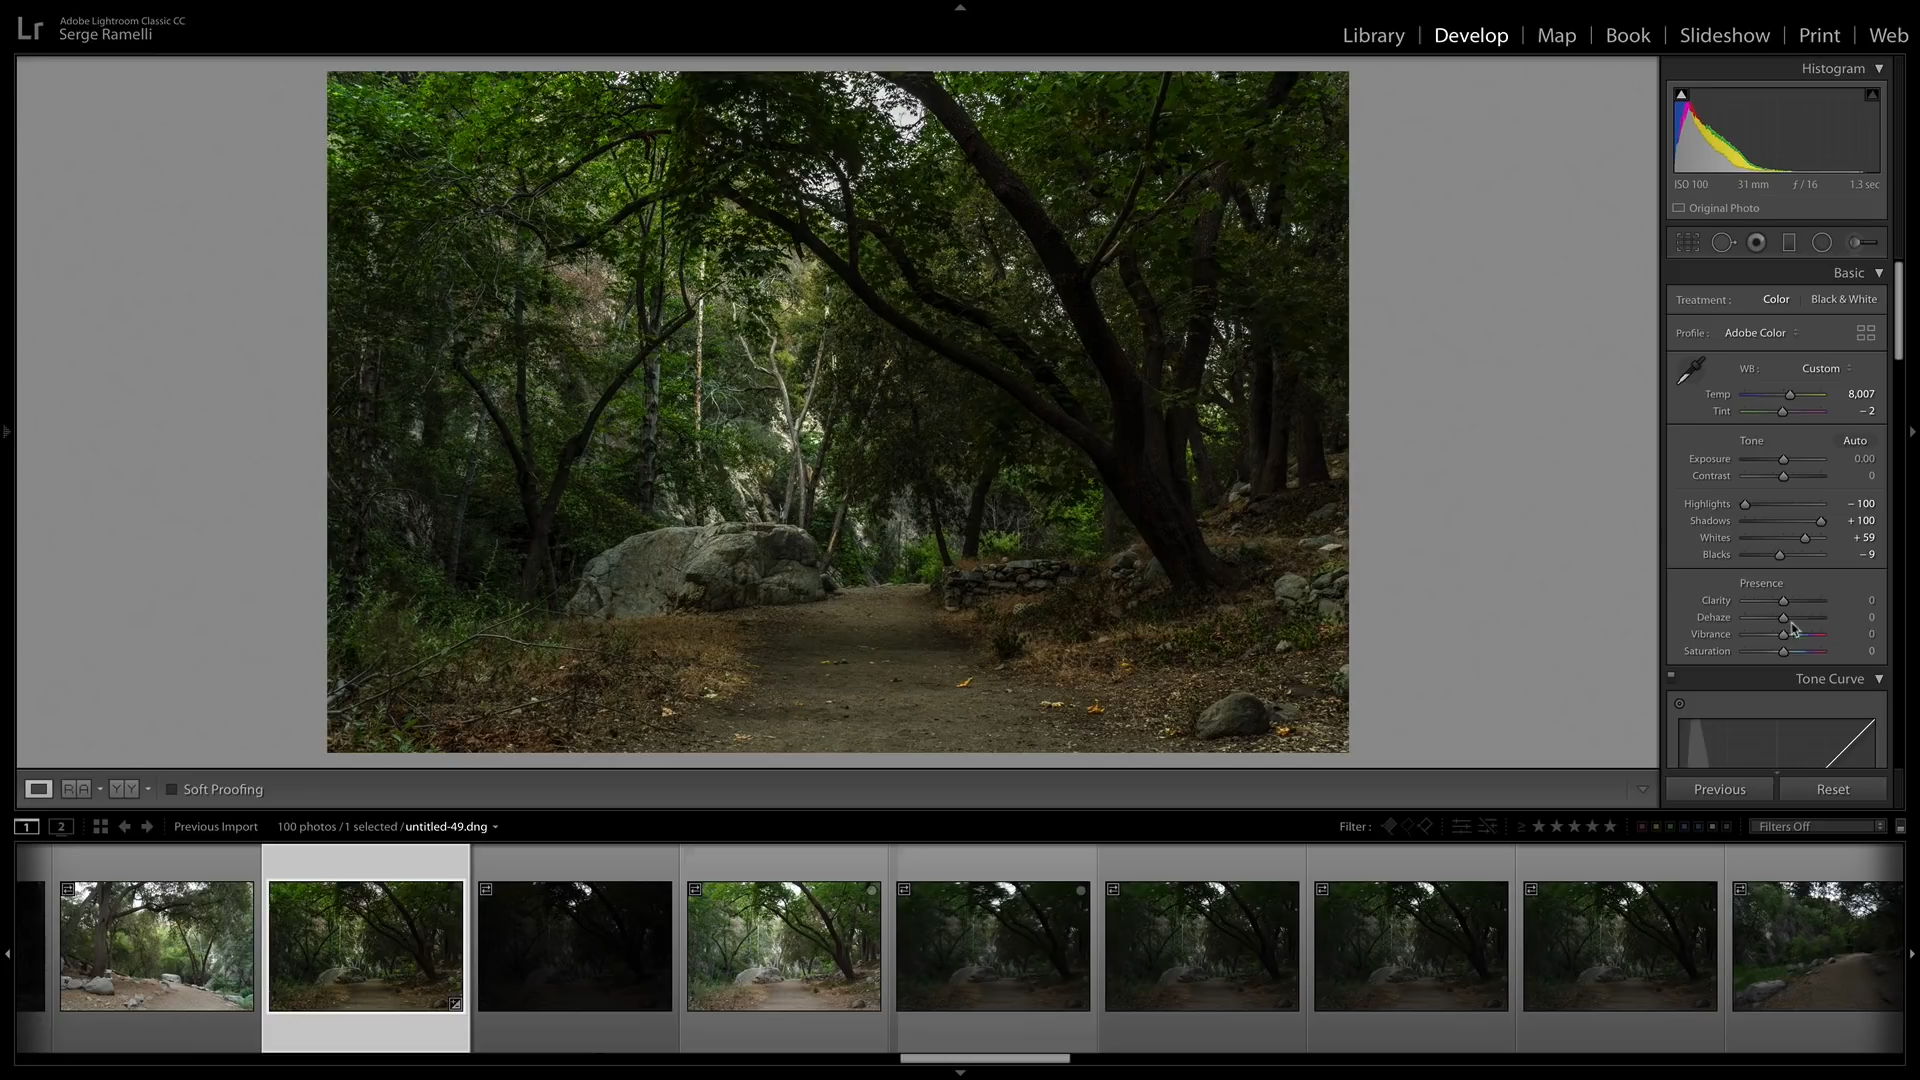 Lr
Adobe Lightroom Classic CC
Serge Ramelli
Library | Develop | Map | Book | Slideshow | Print | Web
Histogram
ISO 100 31 mm ƒ / 16 1.3 sec
Original Photo
Basic
Treatment : Color Black & White
Profile : Adobe Color
WB : Custom
Temp 8,007
Tint – 2
Tone Auto
Exposure 0.00
Contrast 0
Highlights – 100
Shadows + 100
Whites + 59
Blacks – 9
Presence
Clarity 0
Dehaze 0
Vibrance 0
Saturation 0
Tone Curve
R A Y Y Soft Proofing
Previous Reset
1 2 Previous Import 100 photos / 1 selected / untitled-49.dng Filter : ≥ ★ ★ ★ ★ ★ Filters Off